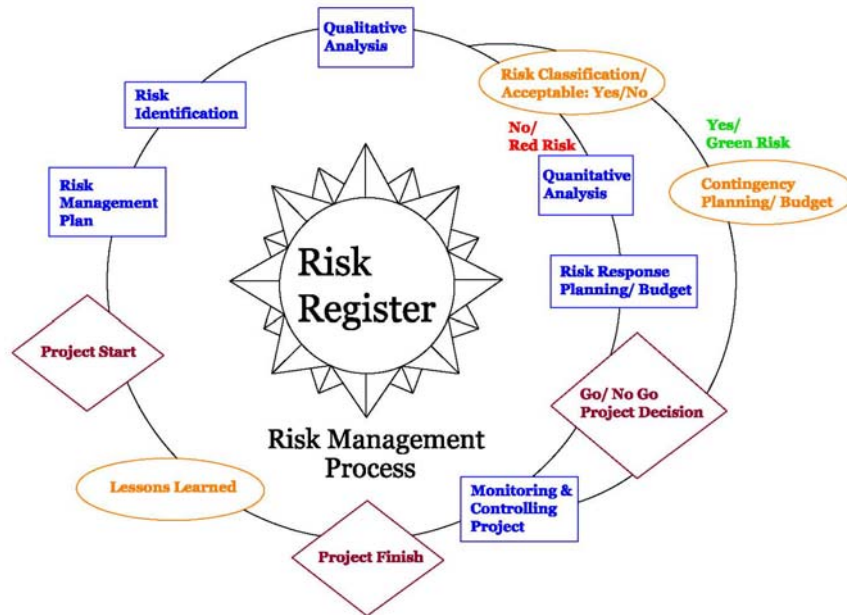 Qualitative
Analysis
Risk Classification/
Acceptable: Yes/No
Risk
Identification
No/
Red Risk
Yes/
Green Risk
Quanitative
Analysis
Contingency
Planning/ Budget
Risk
Management
Plan
Risk
Register
Risk Response
Planning/ Budget
Project Start
Go/ No Go
Project Decision
Risk Management
Process
Lessons Learned
Monitoring &
Controlling
Project
Project Finish